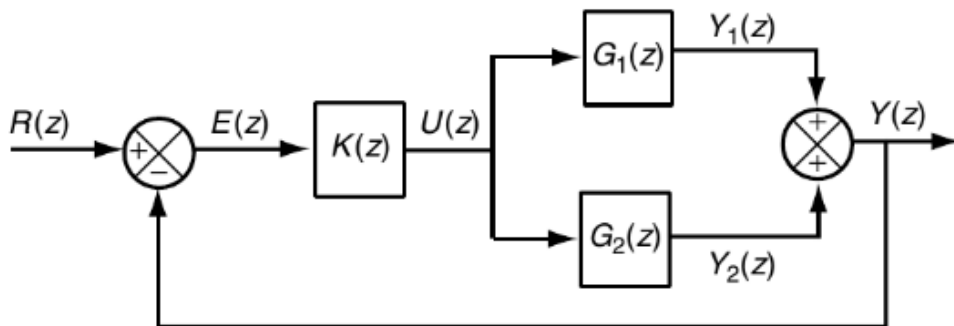 G₁(z)
Y₁(z)
R(z)
+
−
E(z)
K(z)
U(z)
+
+
Y(z)
G₂(z)
Y₂(z)